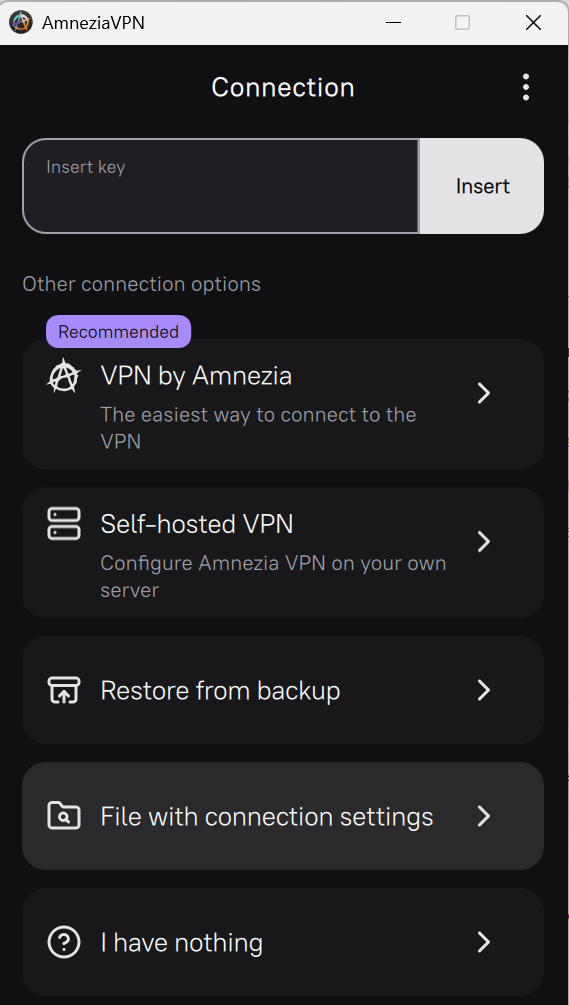 AmneziaVPN
Connection
Insert key
Insert
Other connection options
Recommended
VPN by Amnezia
The easiest way to connect to the
VPN
Self-hosted VPN
Configure Amnezia VPN on your own
server
Restore from backup
File with connection settings
I have nothing